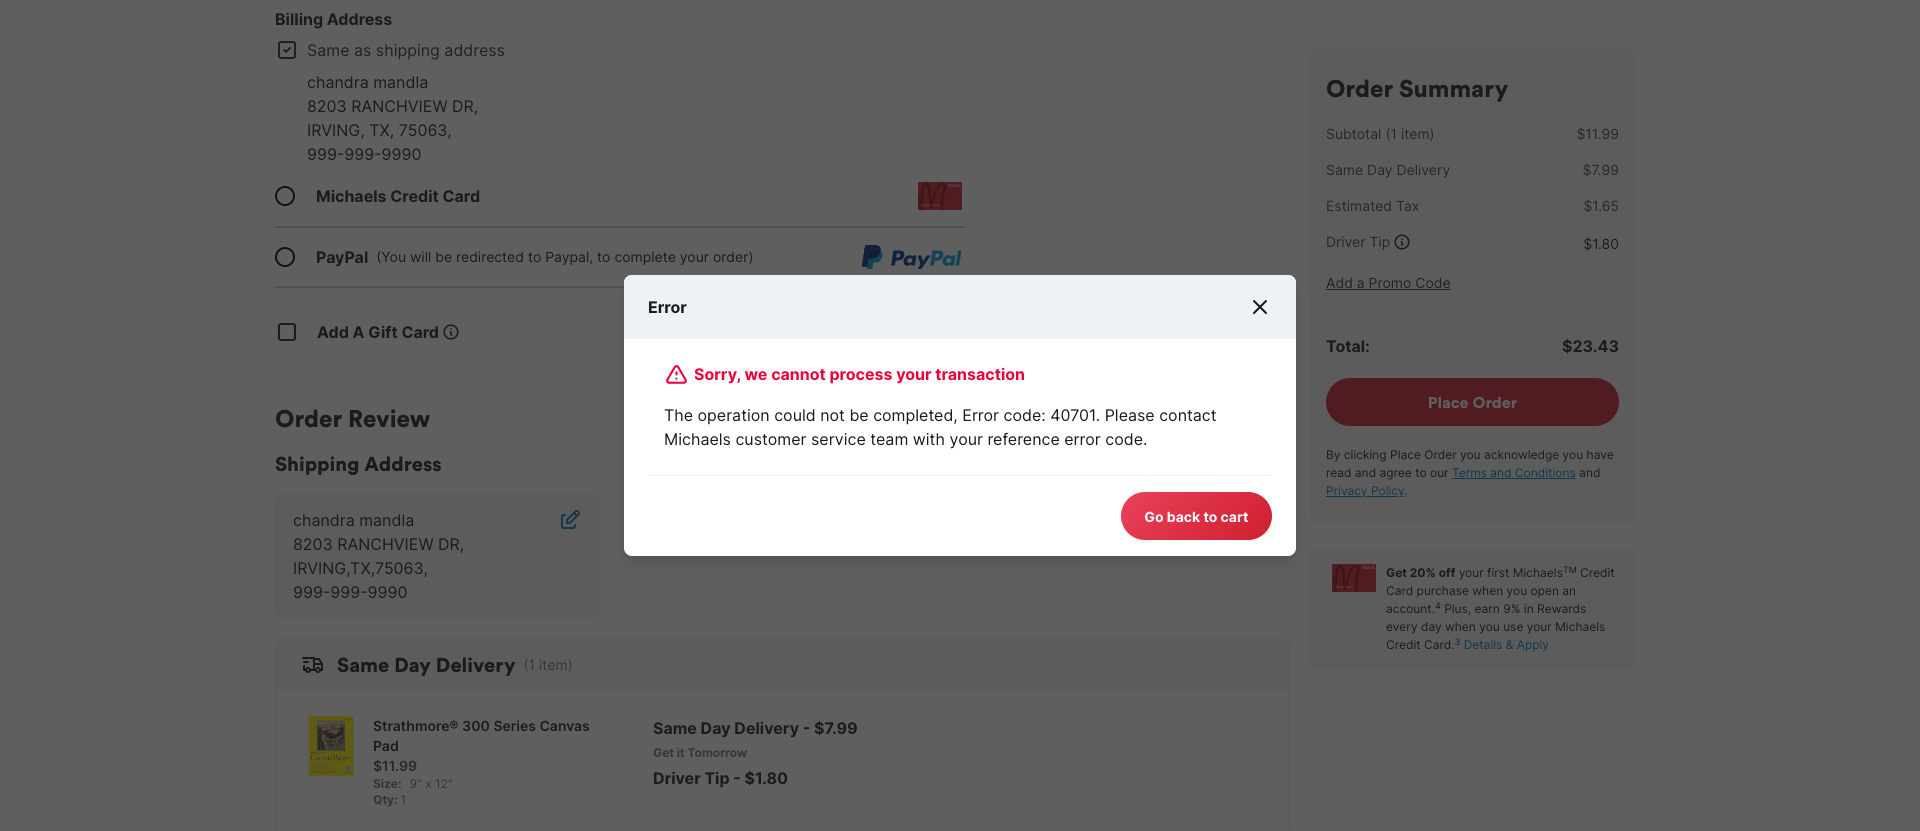 Billing Address
Same as shipping address
chandra mandla
8203 RANCHVIEW DR,
IRVING, TX, 75063,
999-999-9990
Michaels Credit Card
PayPal (You will be redirected to Paypal, to complete your order)
PayPal
Add A Gift Card
Order Review
Shipping Address
chandra mandla
8203 RANCHVIEW DR,
IRVING,TX,75063,
999-999-9990
Same Day Delivery (1 item)
Strathmore® 300 Series Canvas
Pad
$11.99
Size: 9" x 12"
Qty: 1
Same Day Delivery - $7.99
Get it Tomorrow
Driver Tip - $1.80
Error
Sorry, we cannot process your transaction
The operation could not be completed, Error code: 40701. Please contact
Michaels customer service team with your reference error code.
Go back to cart
Order Summary
Subtotal (1 item) $11.99
Same Day Delivery $7.99
Estimated Tax $1.65
Driver Tip $1.80
Add a Promo Code
Total: $23.43
Place Order
By clicking Place Order you acknowledge you have
read and agree to our Terms and Conditions and
Privacy Policy.
Get 20% off your first Michaels™ Credit
Card purchase when you open an
account.⁴ Plus, earn 9% in Rewards
every day when you use your Michaels
Credit Card.³ Details & Apply